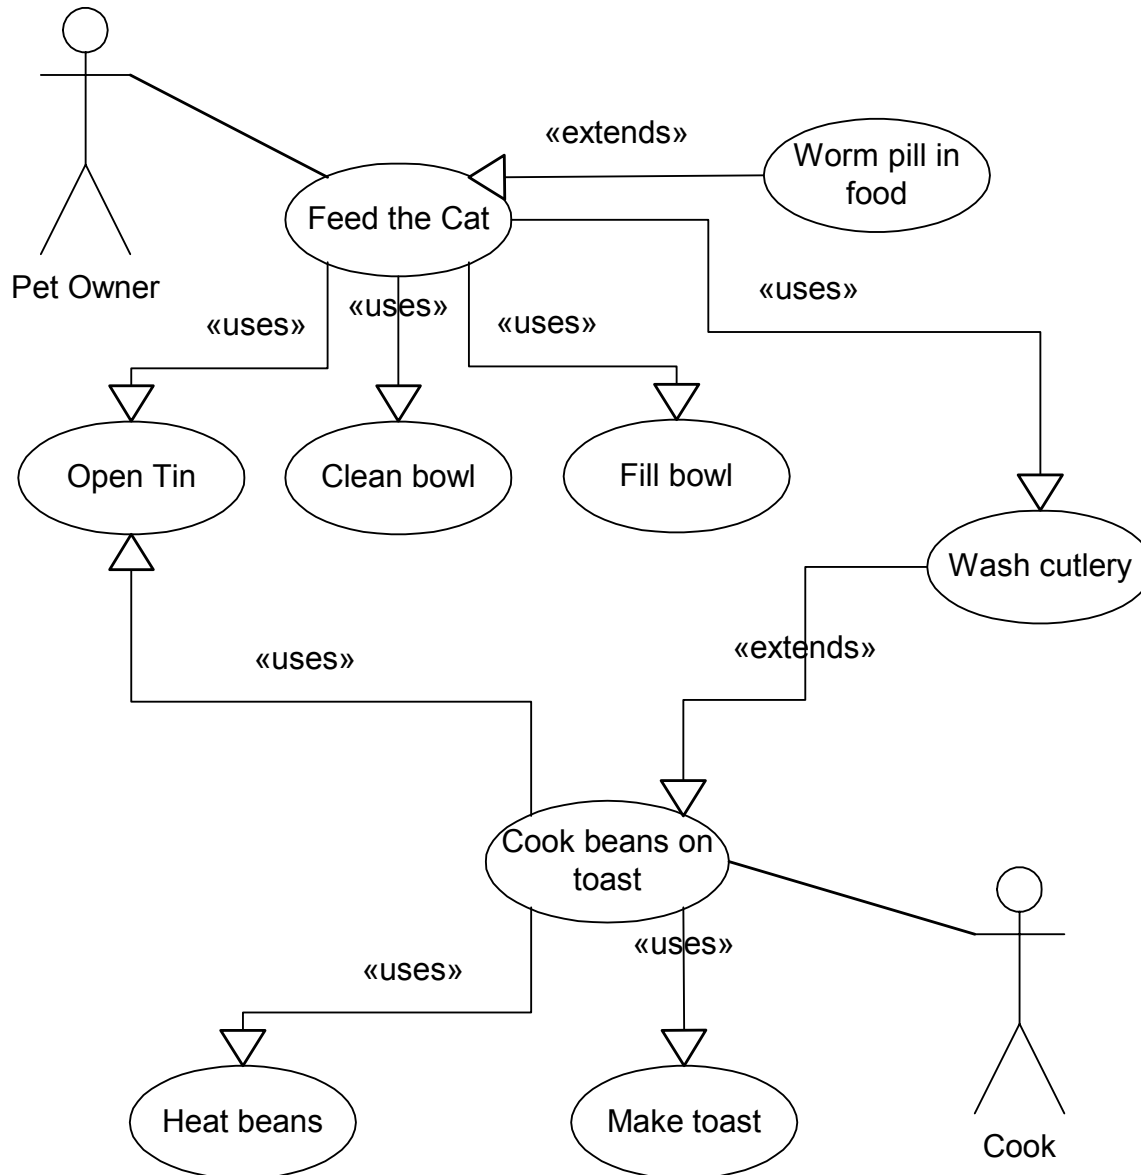 «extends»
Worm pill in
food
Feed the Cat
Pet Owner
«uses»
«uses»
«uses»
«uses»
Open Tin
Clean bowl
Fill bowl
Wash cutlery
«extends»
«uses»
Cook beans on
toast
«uses»
«uses»
Heat beans
Make toast
Cook